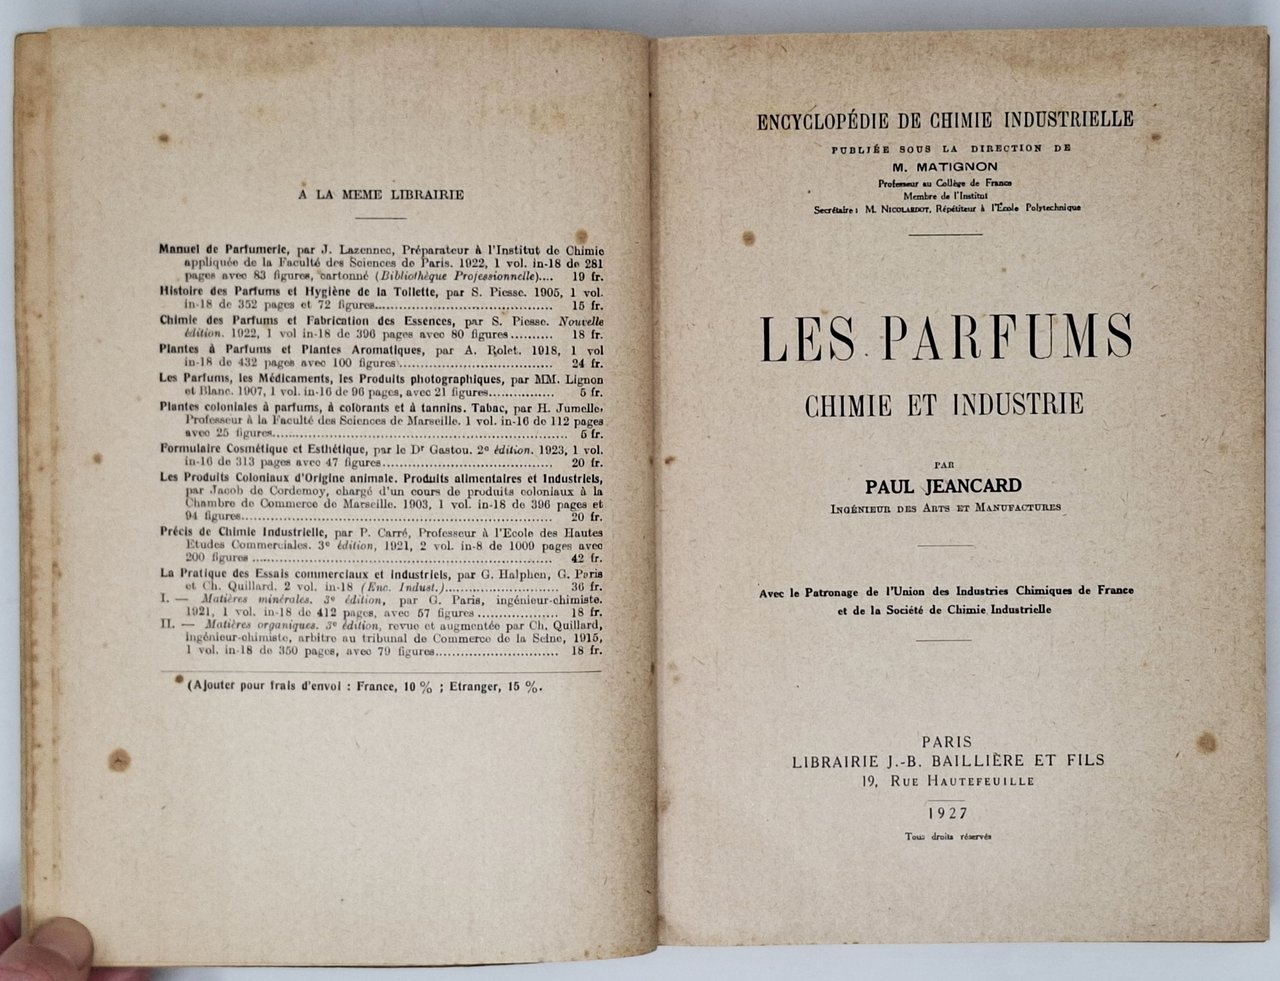 A LA MEME LIBRAIRIE
Manuel de Parfumerie, par J. Lazennec, Préparateur à l'Institut de Chimie
appliquée de la Faculté des Sciences de Paris. 1922, 1 vol. in-18 de 281
pages avec 83 figures, cartonné (Bibliothèque Professionnelle).... 19 fr.
Histoire des Parfums et Hygiène de la Toilette, par S. Piesse. 1905, 1 vol.
in-18 de 352 pages et 72 figures........................................ 15 fr.
Chimie des Parfums et Fabrication des Essences, par S. Piesse. Nouvelle
édition. 1922, 1 vol in-18 de 396 pages avec 80 figures.......... 18 fr.
Plantes à Parfums et Plantes Aromatiques, par A. Rolet. 1918, 1 vol
in-18 de 432 pages avec 100 figures.................................. 24 fr.
Les Parfums, les Médicaments, les Produits photographiques, par MM. Lignon
et Blanc. 1907, 1 vol. in-16 de 96 pages, avec 21 figures............... 5 fr.
Plantes coloniales à parfums, à colorants et à tannins. Tabac, par H. Jumelle,
Professeur à la Faculté des Sciences de Marseille. 1 vol. in-16 de 112 pages
avec 25 figures................................................................ 5 fr.
Formulaire Cosmétique et Esthétique, par le Dr Gastou. 2e édition. 1923, 1 vol.
in-16 de 313 pages avec 47 figures..................................... 20 fr.
Les Produits Coloniaux d'Origine animale. Produits alimentaires et Industriels,
par Jacob de Cordemoy, chargé d'un cours de produits coloniaux à la
Chambre de Commerce de Marseille. 1903, 1 vol. in-18 de 396 pages et
94 figures..................................................................... 20 fr.
Précis de Chimie Industrielle, par P. Carré, Professeur à l'Ecole des Hautes
Etudes Commerciales. 3e édition, 1921, 2 vol. in-8 de 1009 pages avec
200 figures ................................................................... 42 fr.
La Pratique des Essais commerciaux et Industriels, par G. Halphen, G. Paris
et Ch. Quillard. 2 vol. in-18 (Enc. Indust.)......................... 36 fr.
I. — Matières minérales. 3e édition, par G. Paris, ingénieur-chimiste.
1921, 1 vol. in-18 de 412 pages, avec 57 figures .................. 18 fr.
II. — Matières organiques. 3e édition, revue et augmentée par Ch. Quillard,
ingénieur-chimiste, arbitre au tribunal de Commerce de la Seine, 1915,
1 vol. in-18 de 350 pages, avec 79 figures........................... 18 fr.
(Ajouter pour frais d'envoi : France, 10 % ; Etranger, 15 %.
ENCYCLOPÉDIE DE CHIMIE INDUSTRIELLE
PUBLIÉE SOUS LA DIRECTION DE
M. MATIGNON
Professeur au Collège de France
Membre de l'Institut
Secrétaire : M. NICOLARDOT, Répétiteur à l'École Polytechnique
LES PARFUMS
CHIMIE ET INDUSTRIE
PAR
PAUL JEANCARD
INGÉNIEUR DES ARTS ET MANUFACTURES
Avec le Patronage de l'Union des Industries Chimiques de France
et de la Société de Chimie Industrielle
PARIS
LIBRAIRIE J.-B. BAILLIÈRE ET FILS
19, RUE HAUTEFEUILLE
1927
Tous droits réservés